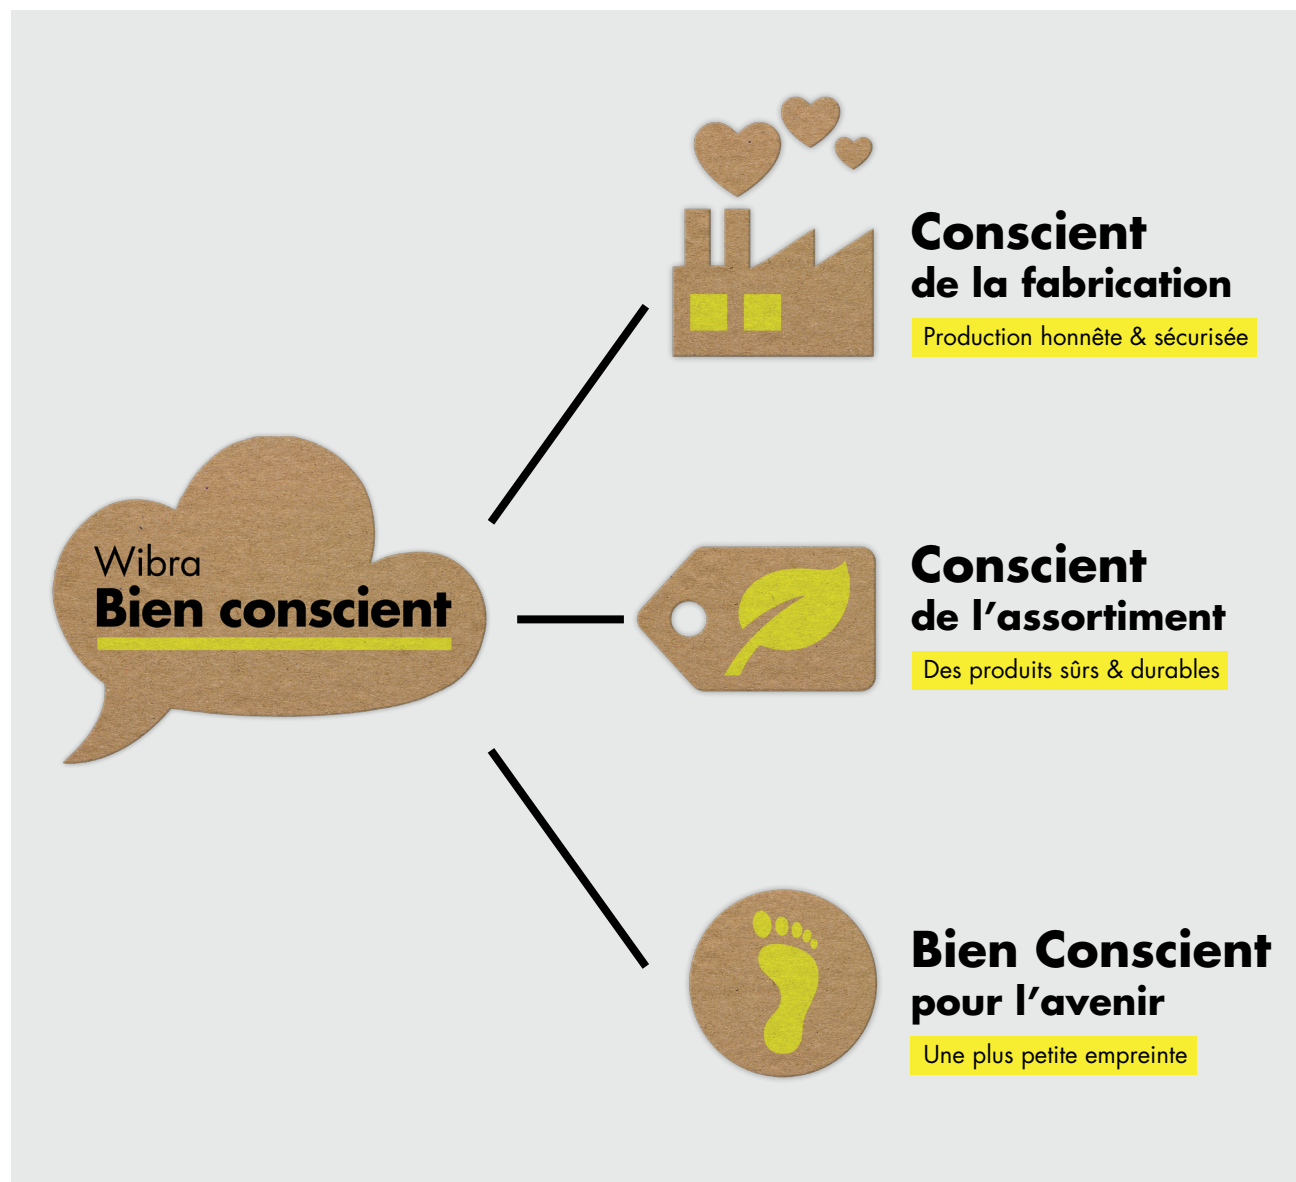 Wibra
Bien conscient
Conscient
de la fabrication
Production honnête & sécurisée
Conscient
de l’assortiment
Des produits sûrs & durables
Bien Conscient
pour l’avenir
Une plus petite empreinte